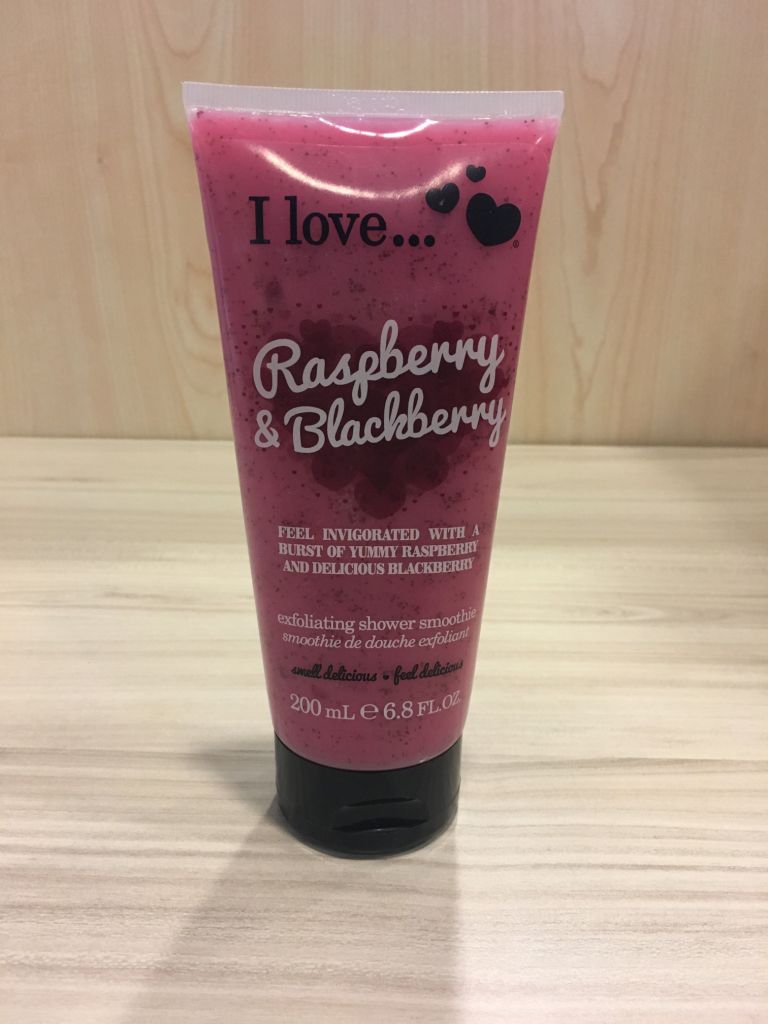 I love...
Raspberry
& Blackberry
FEEL INVIGORATED WITH A
BURST OF YUMMY RASPBERRY
AND DELICIOUS BLACKBERRY
exfoliating shower smoothie
smoothie de douche exfoliant
smell delicious • feel delicious
200 mL ℮ 6.8 FL.OZ.